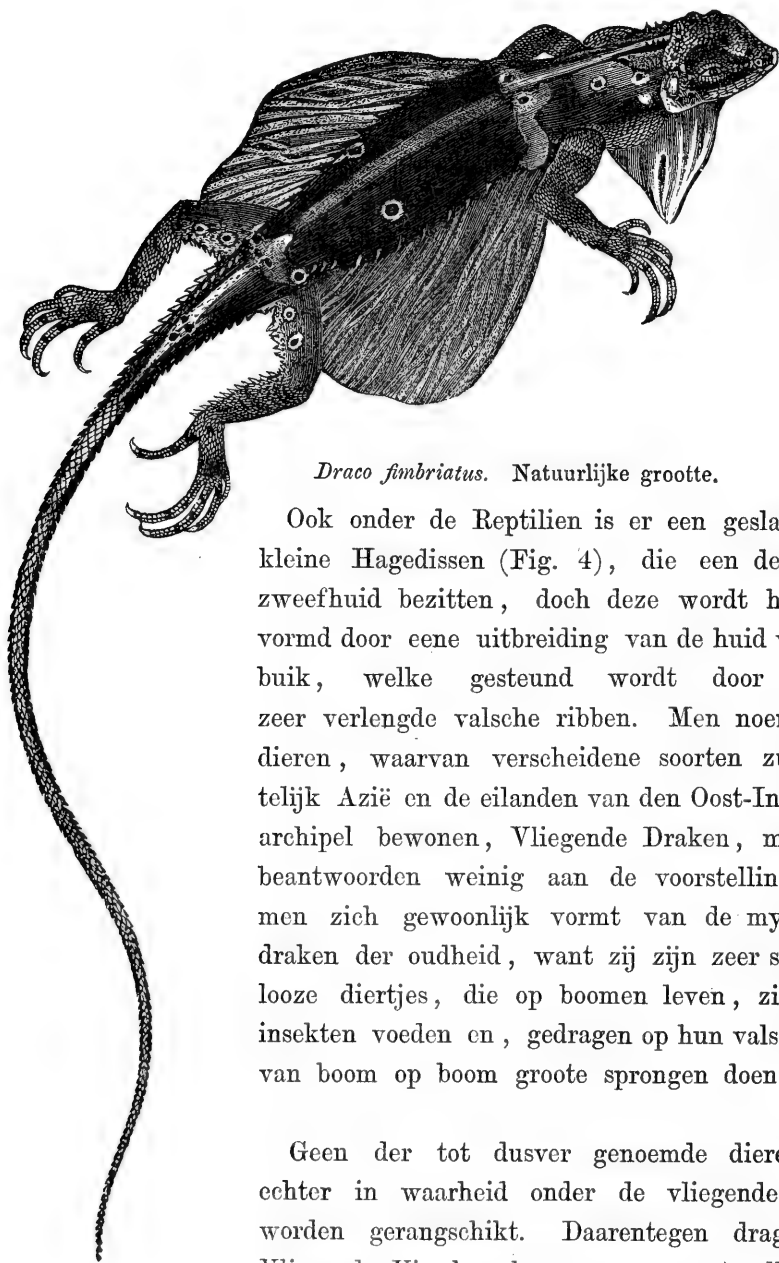 Draco fimbriatus. Natuurlijke grootte.
Ook onder de Reptilien is er een gesla
kleine Hagedissen (Fig. 4), die een de
zweefhuid bezitten, doch deze wordt h
vormd door eene uitbreiding van de huid v
buik, welke gesteund wordt door
zeer verlengde valsche ribben. Men noe
dieren, waarvan verscheidene soorten zu
telijk Azië en de eilanden van den Oost-In
archipel bewonen, Vliegende Draken, m
beantwoorden weinig aan de voorstellin
men zich gewoonlijk vormt van de my
draken der oudheid, want zij zijn zeer s
looze diertjes, die op boomen leven, zi
insekten voeden en, gedragen op hun vals
van boom op boom groote sprongen doen
Geen der tot dusver genoemde diere
echter in waarheid onder de vliegende
worden gerangschikt. Daarentegen drag